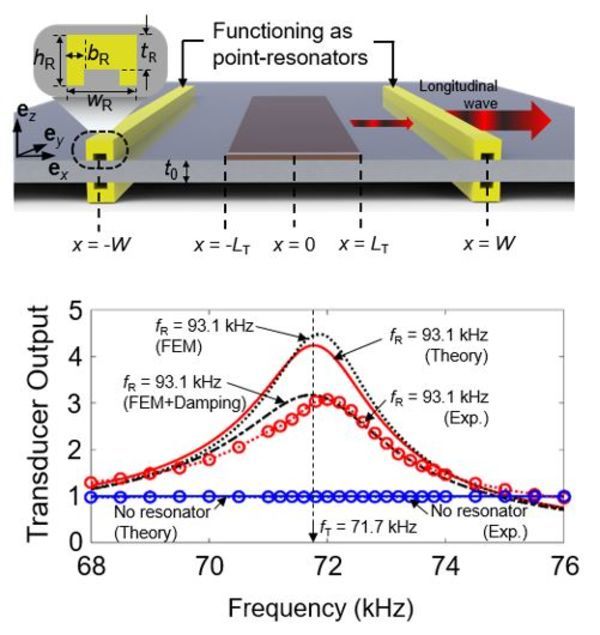 Functioning as
point-resonators
hR
bR
tR
wR
Longitudinal
wave
ez
ey
ex
t0
x = -W
x = -LT
x = 0
x = LT
x = W
5
4
3
2
1
0
Transducer Output
fR = 93.1 kHz
(FEM)
fR = 93.1 kHz
(Theory)
fR = 93.1 kHz
(FEM+Damping)
fR = 93.1 kHz
(Exp.)
No resonator
(Theory)
No resonator
(Exp.)
fT = 71.7 kHz
68
70
72
74
76
Frequency (kHz)